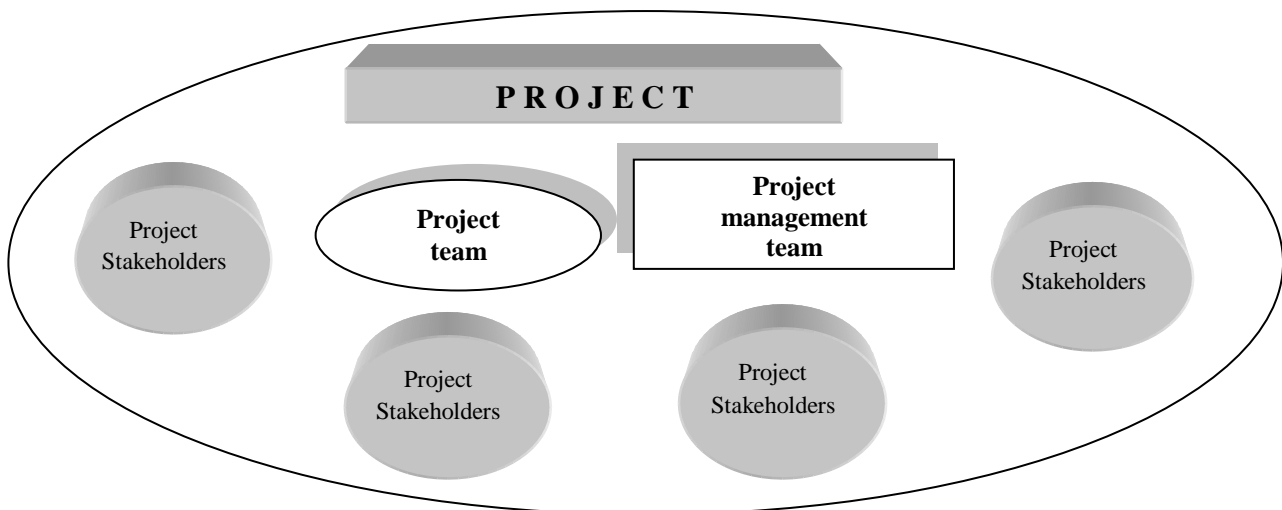 P R O J E C T
Project
management
team
Project
team
Project
Stakeholders
Project
Stakeholders
Project
Stakeholders
Project
Stakeholders